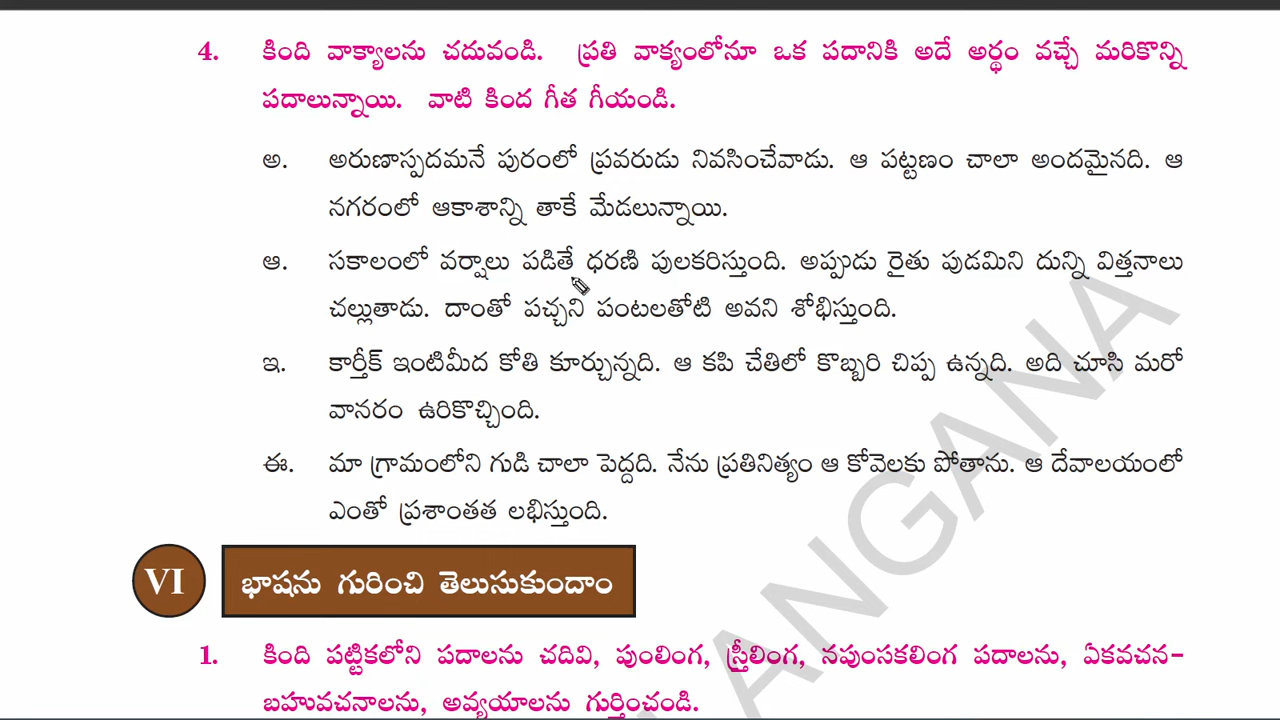 4. కింది వాక్యాలను చదువండి. ప్రతి వాక్యంలోనూ ఒక పదానికి అదే అర్థం వచ్చే మరికొన్ని
పదాలున్నాయి. వాటి కింద గీత గీయండి.
అ. అరుణాస్పదమనే పురంలో ప్రవరుడు నివసించేవాడు. ఆ పట్టణం చాలా అందమైనది. ఆ
నగరంలో ఆకాశాన్ని తాకే మేడలున్నాయి.
ఆ. సకాలంలో వర్షాలు పడితే ధరణి పులకరిస్తుంది. అప్పుడు రైతు పుడమిని దున్ని విత్తనాలు
చల్లుతాడు. దాంతో పచ్చని పంటలతోటి అవని శోభిస్తుంది.
ఇ. కార్తీక్ ఇంటిమీద కోతి కూర్చున్నది. ఆ కపి చేతిలో కొబ్బరి చిప్ప ఉన్నది. అది చూసి మరో
వానరం ఉరికొచ్చింది.
ఈ. మా గ్రామంలోని గుడి చాలా పెద్దది. నేను ప్రతినిత్యం ఆ కోవెలకు పోతాను. ఆ దేవాలయంలో
ఎంతో ప్రశాంతత లభిస్తుంది.
VI భాషను గురించి తెలుసుకుందాం
1. కింది పట్టికలోని పదాలను చదివి, పుంలింగ, స్త్రీలింగ, నపుంసకలింగ పదాలను, ఏకవచన-
బహువచనాలను, అవ్యయాలను గుర్తించండి.
ANGANA